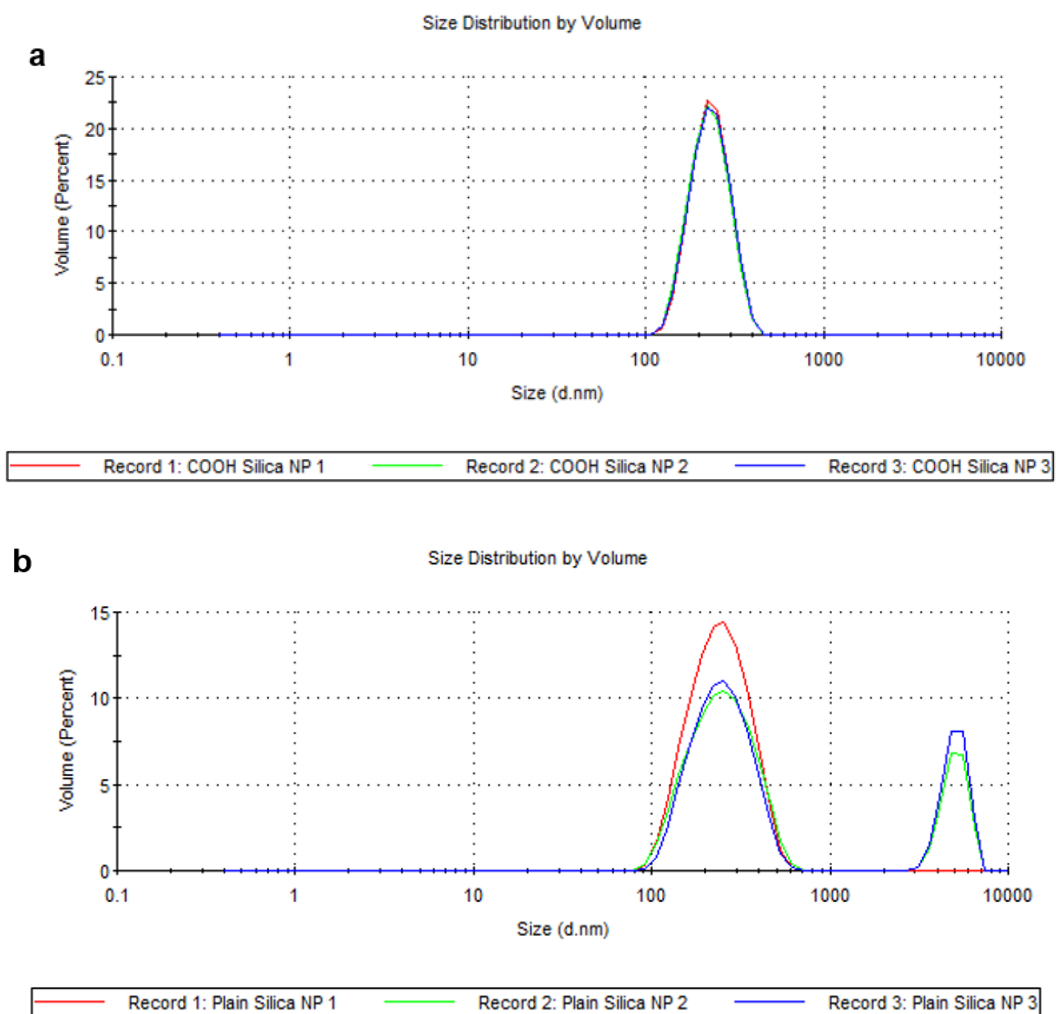 Size Distribution by Volume
a
25
20
15
10
5
0
Volume (Percent)
0.1 1 10 100 1000 10000
Size (d.nm)
Record 1: COOH Silica NP 1 Record 2: COOH Silica NP 2 Record 3: COOH Silica NP 3
b
Size Distribution by Volume
15
10
5
0
Volume (Percent)
0.1 1 10 100 1000 10000
Size (d.nm)
Record 1: Plain Silica NP 1 Record 2: Plain Silica NP 2 Record 3: Plain Silica NP 3